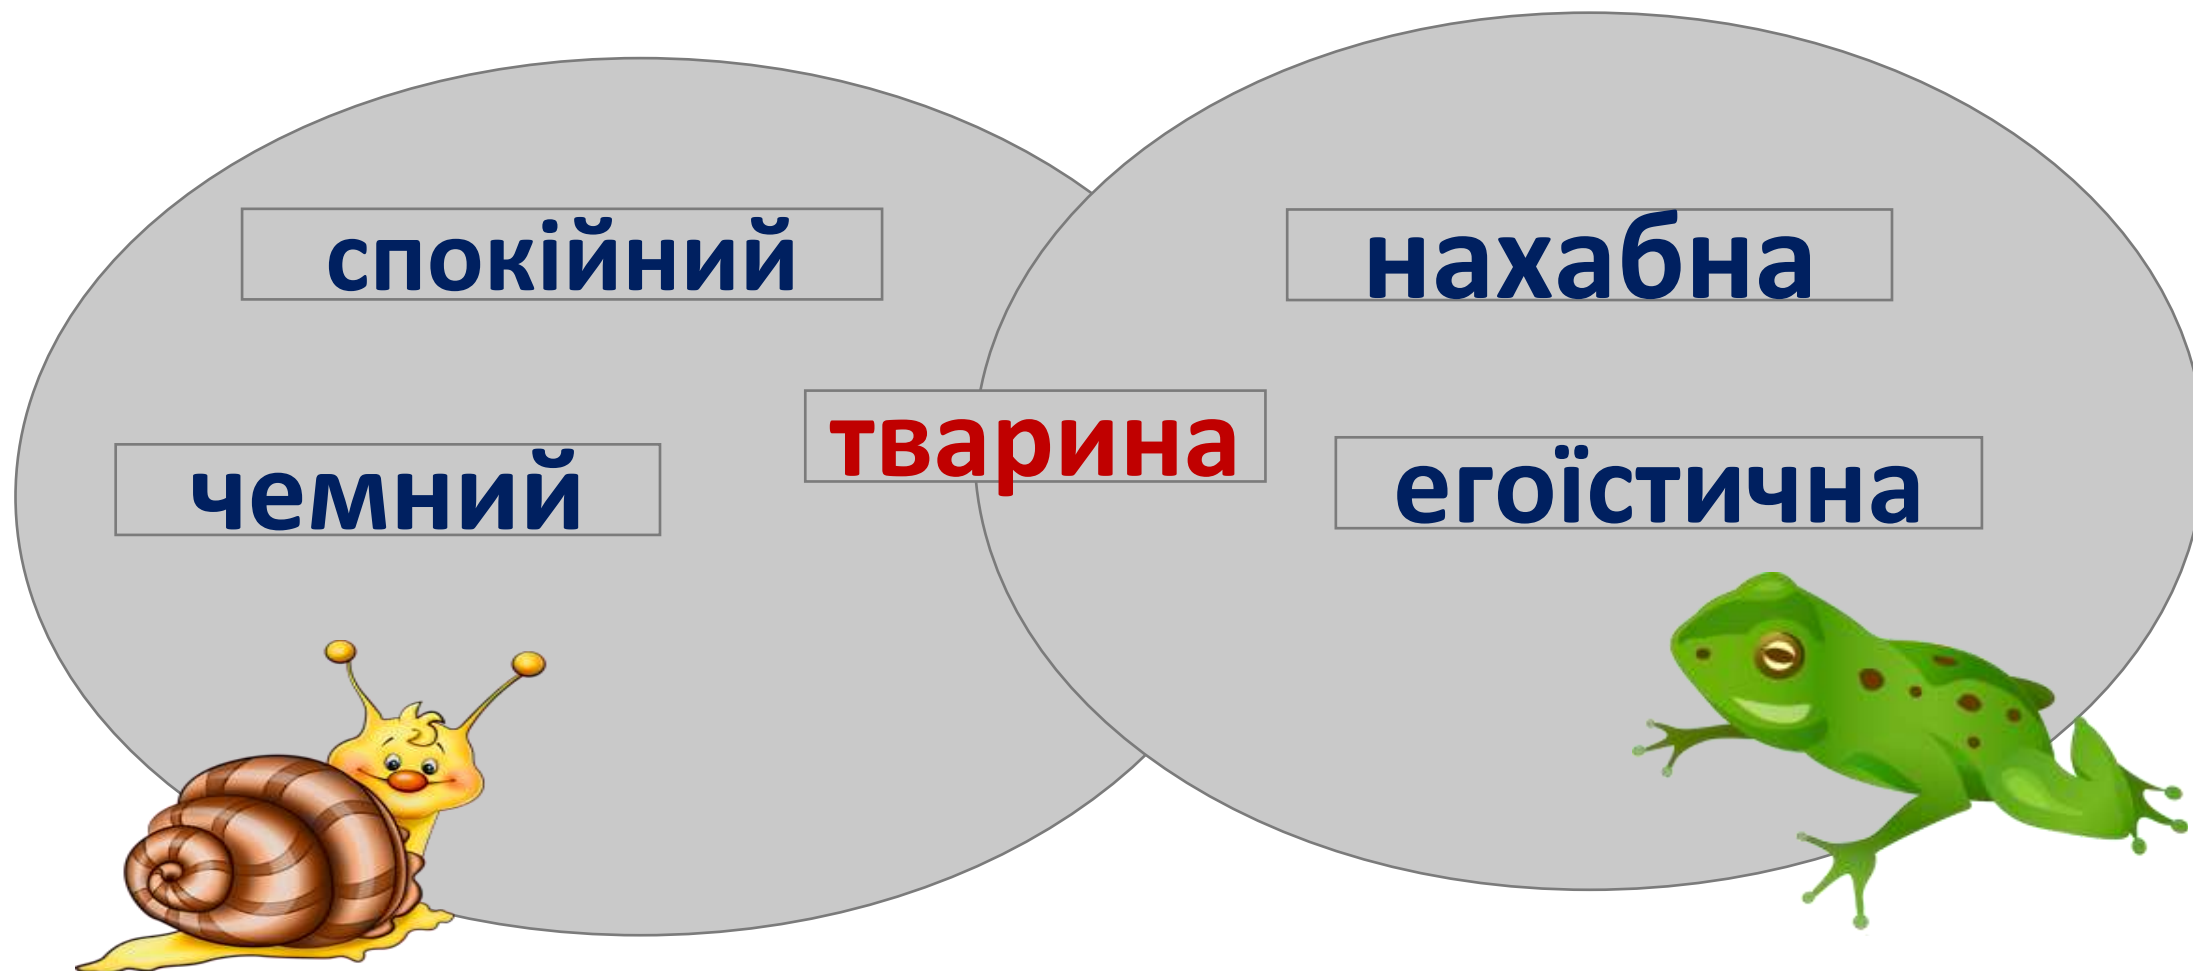 спокійний
нахабна
тварина
чемний
егоїстична